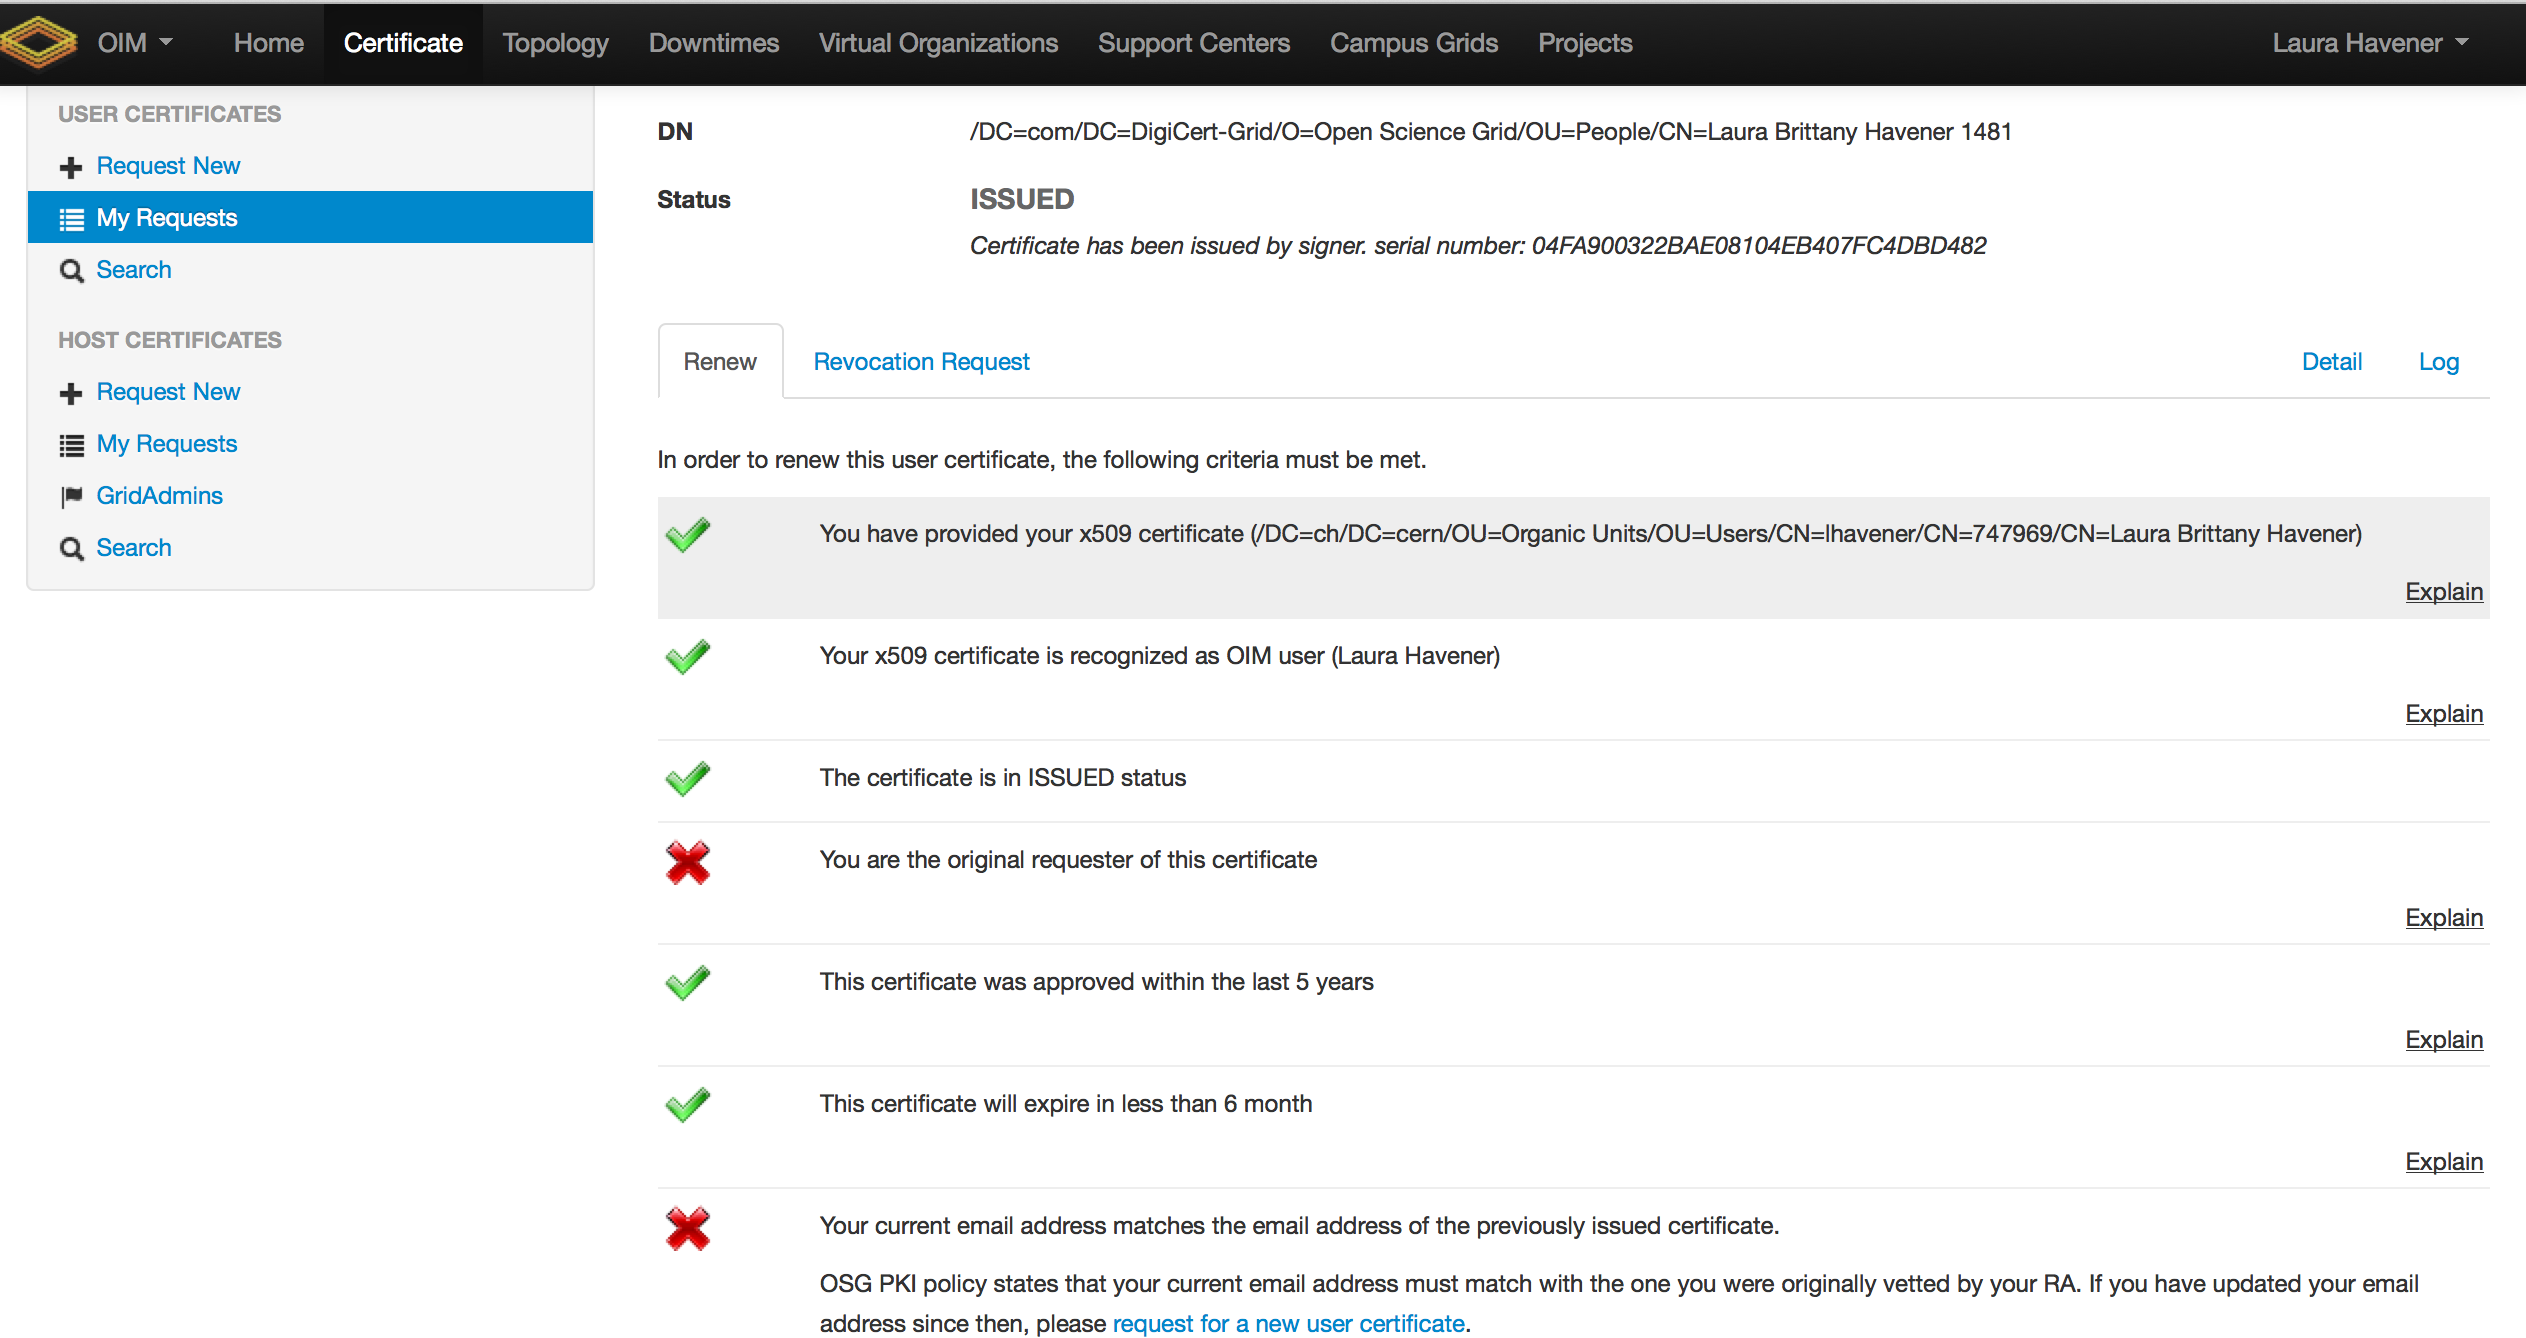 OIM Home Certificate Topology Downtimes Virtual Organizations Support Centers Campus Grids Projects Laura Havener
USER CERTIFICATES
Request New
My Requests
Search
HOST CERTIFICATES
Request New
My Requests
GridAdmins
Search
DN /DC=com/DC=DigiCert-Grid/O=Open Science Grid/OU=People/CN=Laura Brittany Havener 1481
Status ISSUED
Certificate has been issued by signer. serial number: 04FA900322BAE08104EB407FC4DBD482
Renew Revocation Request Detail Log
In order to renew this user certificate, the following criteria must be met.
You have provided your x509 certificate (/DC=ch/DC=cern/OU=Organic Units/OU=Users/CN=lhavener/CN=747969/CN=Laura Brittany Havener)
Explain
Your x509 certificate is recognized as OIM user (Laura Havener)
Explain
The certificate is in ISSUED status
You are the original requester of this certificate
Explain
This certificate was approved within the last 5 years
Explain
This certificate will expire in less than 6 month
Explain
Your current email address matches the email address of the previously issued certificate.
OSG PKI policy states that your current email address must match with the one you were originally vetted by your RA. If you have updated your email
address since then, please request for a new user certificate.